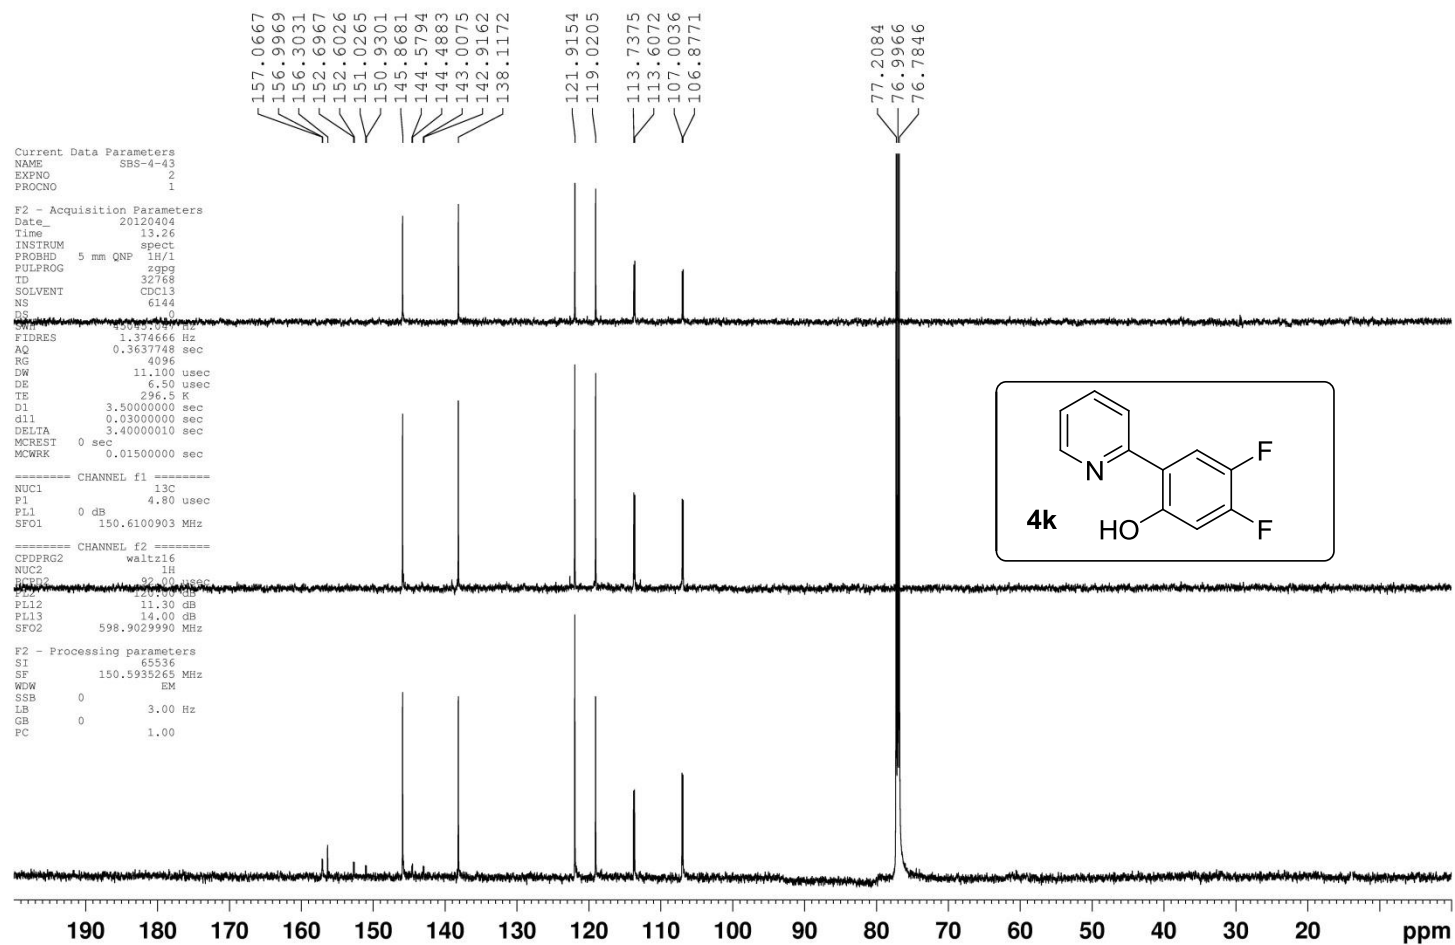 157.0667
156.9969
156.3031
152.6967
152.6026
151.0265
150.9301
145.8681
144.5794
144.4883
143.0075
142.9162
138.1172
121.9154
119.0205
113.7375
113.6072
107.0036
106.8771
77.2084
76.9966
76.7846
Current Data Parameters
NAME SBS-4-43
EXPNO 2
PROCNO 1
F2 - Acquisition Parameters
Date_ 20120404
Time 13.26
INSTRUM spect
PROBHD 5 mm QNP 1H/1
PULPROG zgpg
TD 32768
SOLVENT CDCl3
NS 6144
DS 0
SWH Hz
FIDRES 1.374666 Hz
AQ 0.3637748 sec
RG 4096
DW 11.100 usec
DE 6.50 usec
TE 296.5 K
D1 3.50000000 sec
d11 0.03000000 sec
DELTA 3.40000010 sec
MCREST 0 sec
MCWRK 0.01500000 sec
======== CHANNEL f1 ========
NUC1 13C
P1 4.80 usec
PL1 0 dB
SFO1 150.6100903 MHz
======== CHANNEL f2 ========
CPDPRG2 waltz16
NUC2 1H
PCPD2 92.00 usec
PL2 120.00 dB
PL12 11.30 dB
PL13 14.00 dB
SFO2 598.9029990 MHz
F2 - Processing parameters
SI 65536
SF 150.5935265 MHz
WDW EM
SSB 0
LB 3.00 Hz
GB 0
PC 1.00
N
F
F
HO
4k
190 180 170 160 150 140 130 120 110 100 90 80 70 60 50 40 30 20 ppm